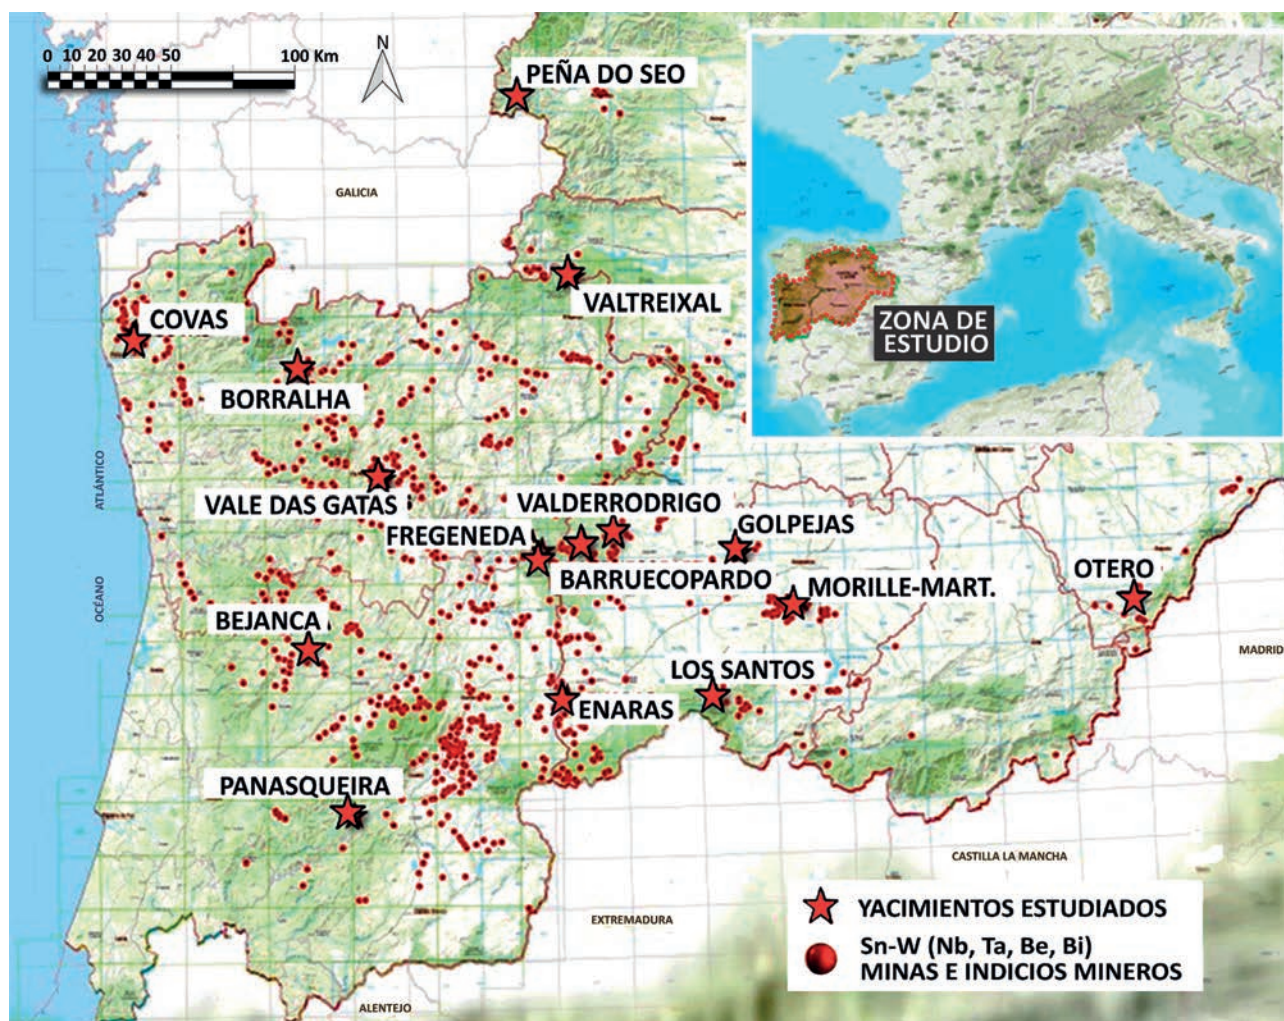 0 10 20 30 40 50 100 Km
N
PEÑA DO SEO
GALICIA
VALTREIXAL
COVAS
BORRALHA
ZONA DE
ESTUDIO
ATLÁNTICO
OCÉANO
VALE DAS GATAS
VALDERRODRIGO
FREGENEDA
GOLPEJAS
BARRUECOPARDO
MORILLE-MART.
OTERO
BEJANCA
MADRID
LOS SANTOS
ENARAS
PANASQUEIRA
CASTILLA LA MANCHA
EXTREMADURA
ALENTEJO
YACIMIENTOS ESTUDIADOS
Sn-W (Nb, Ta, Be, Bi)
MINAS E INDICIOS MINEROS